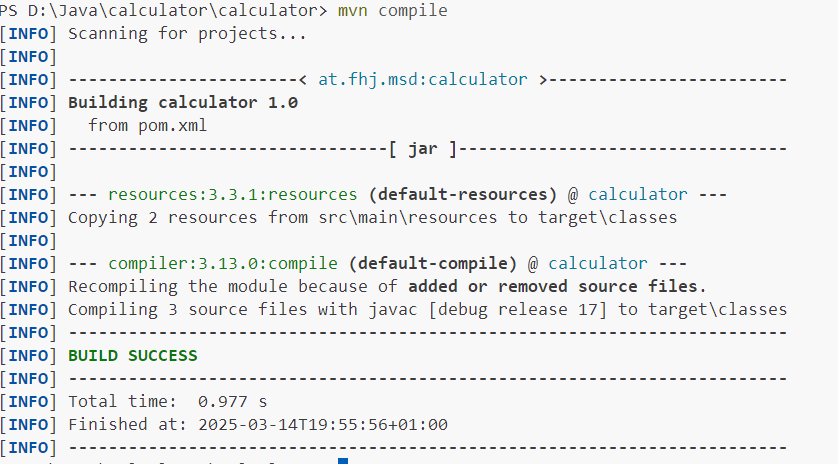 PS D:\Java\calculator\calculator> mvn compile
[INFO] Scanning for projects...
[INFO]
[INFO] -----------------------< at.fhj.msd:calculator >------------------------
[INFO] Building calculator 1.0
[INFO]   from pom.xml
[INFO] --------------------------------[ jar ]---------------------------------
[INFO]
[INFO] --- resources:3.3.1:resources (default-resources) @ calculator ---
[INFO] Copying 2 resources from src\main\resources to target\classes
[INFO]
[INFO] --- compiler:3.13.0:compile (default-compile) @ calculator ---
[INFO] Recompiling the module because of added or removed source files.
[INFO] Compiling 3 source files with javac [debug release 17] to target\classes
[INFO] ------------------------------------------------------------------------
[INFO] BUILD SUCCESS
[INFO] ------------------------------------------------------------------------
[INFO] Total time:  0.977 s
[INFO] Finished at: 2025-03-14T19:55:56+01:00
[INFO] ------------------------------------------------------------------------